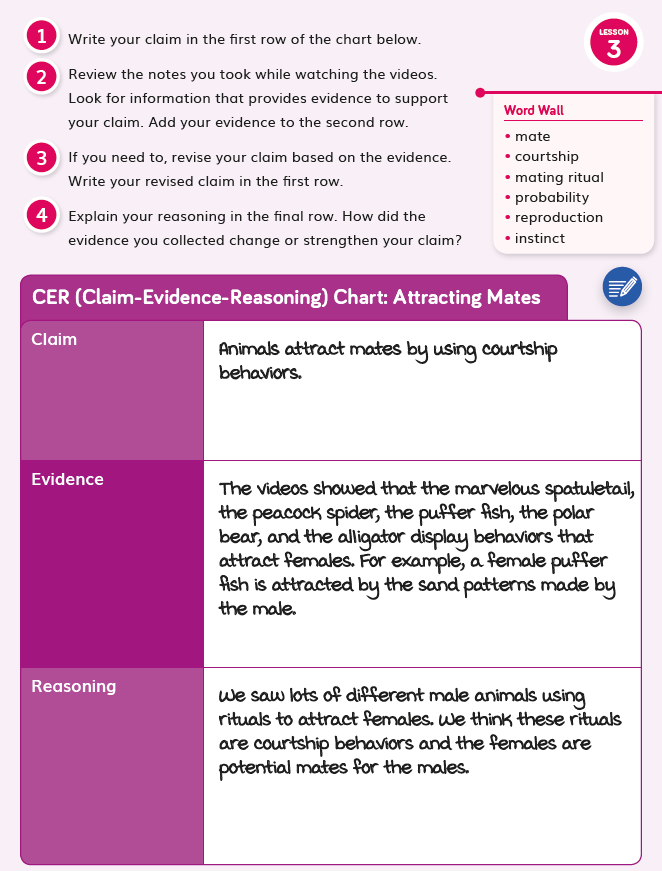 1 Write your claim in the first row of the chart below.
2 Review the notes you took while watching the videos.
Look for information that provides evidence to support
your claim. Add your evidence to the second row.
3 If you need to, revise your claim based on the evidence.
Write your revised claim in the first row.
4 Explain your reasoning in the final row. How did the
evidence you collected change or strengthen your claim?
LESSON
3
Word Wall
• mate
• courtship
• mating ritual
• probability
• reproduction
• instinct
CER (Claim-Evidence-Reasoning) Chart: Attracting Mates
Claim
Animals attract mates by using courtship
behaviors.
Evidence
The videos showed that the marvelous spatuletail,
the peacock spider, the puffer fish, the polar
bear, and the alligator display behaviors that
attract females. For example, a female puffer
fish is attracted by the sand patterns made by
the male.
Reasoning
We saw lots of different male animals using
rituals to attract females. We think these rituals
are courtship behaviors and the females are
potential mates for the males.